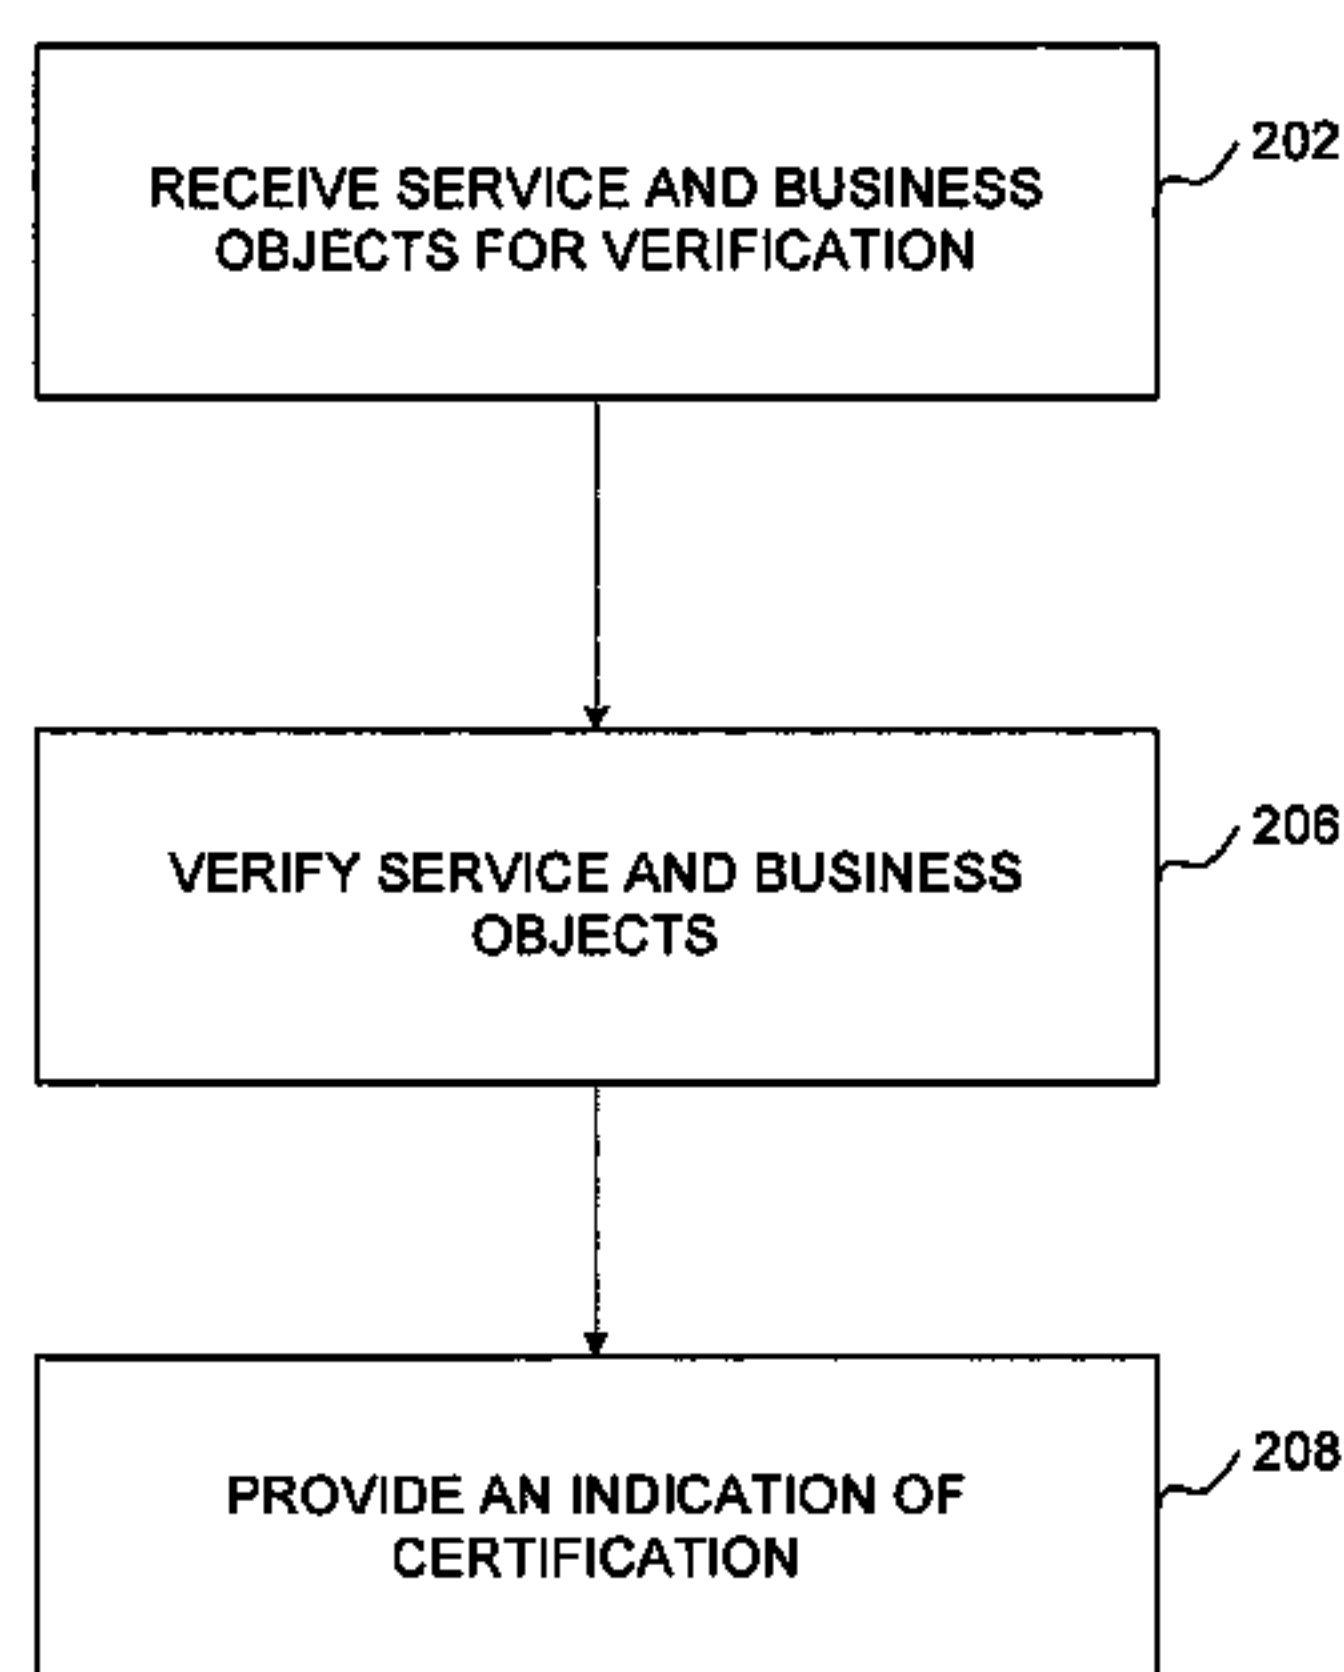 RECEIVE SERVICE AND BUSINESS
OBJECTS FOR VERIFICATION
202
VERIFY SERVICE AND BUSINESS
OBJECTS
206
PROVIDE AN INDICATION OF
CERTIFICATION
208